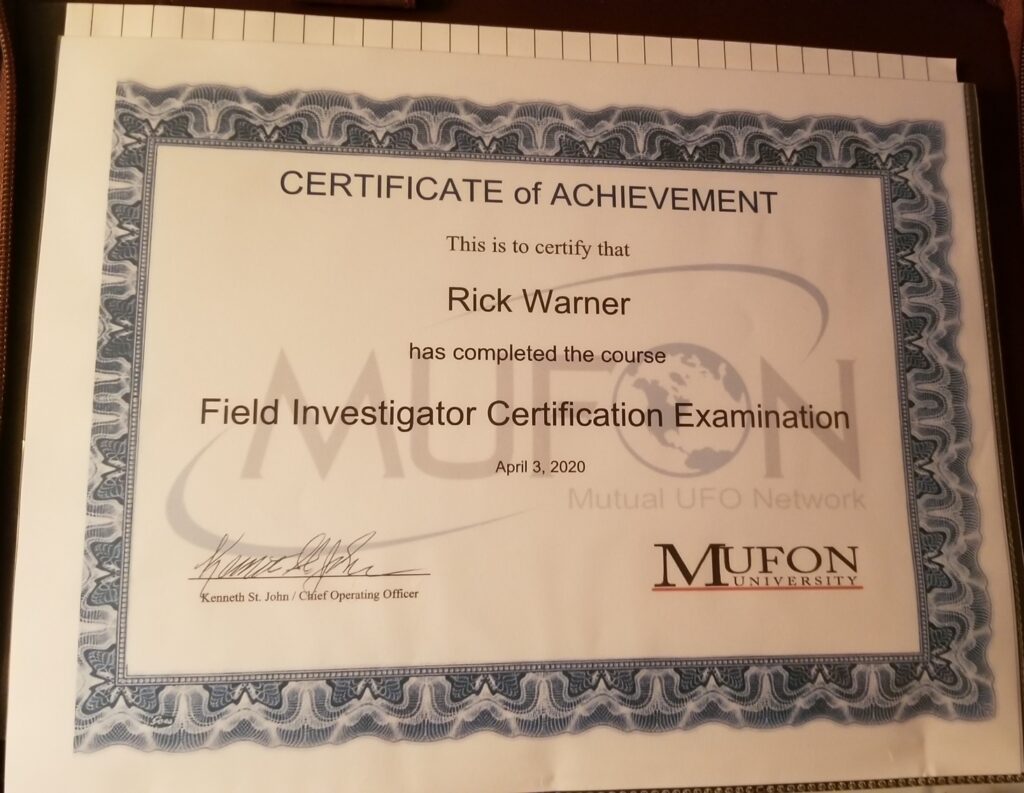 CERTIFICATE of ACHIEVEMENT
This is to certify that
Rick Warner
has completed the course
MUFON
Field Investigator Certification Examination
April 3, 2020
Mutual UFO Network
Kenneth St. John / Chief Operating Officer
MUFON
UNIVERSITY